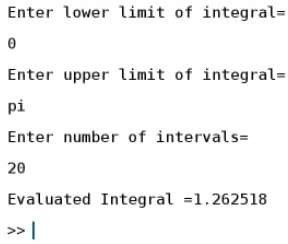 Enter lower limit of integral=
0
Enter upper limit of integral=
pi
Enter number of intervals=
20
Evaluated Integral =1.262518
>>